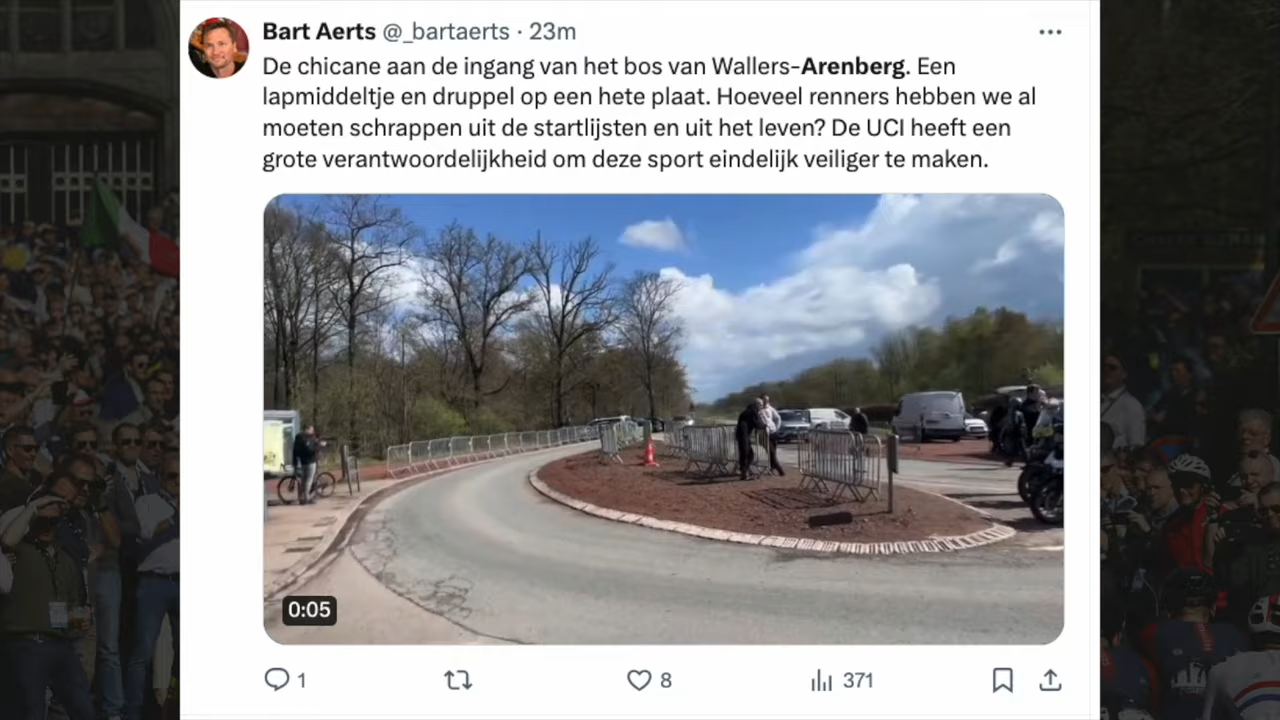 Bart Aerts @_bartaerts · 23m
De chicane aan de ingang van het bos van Wallers-Arenberg. Een
lapmiddeltje en druppel op een hete plaat. Hoeveel renners hebben we al
moeten schrappen uit de startlijsten en uit het leven? De UCI heeft een
grote verantwoordelijkheid om deze sport eindelijk veiliger te maken.
0:05
1
8
371